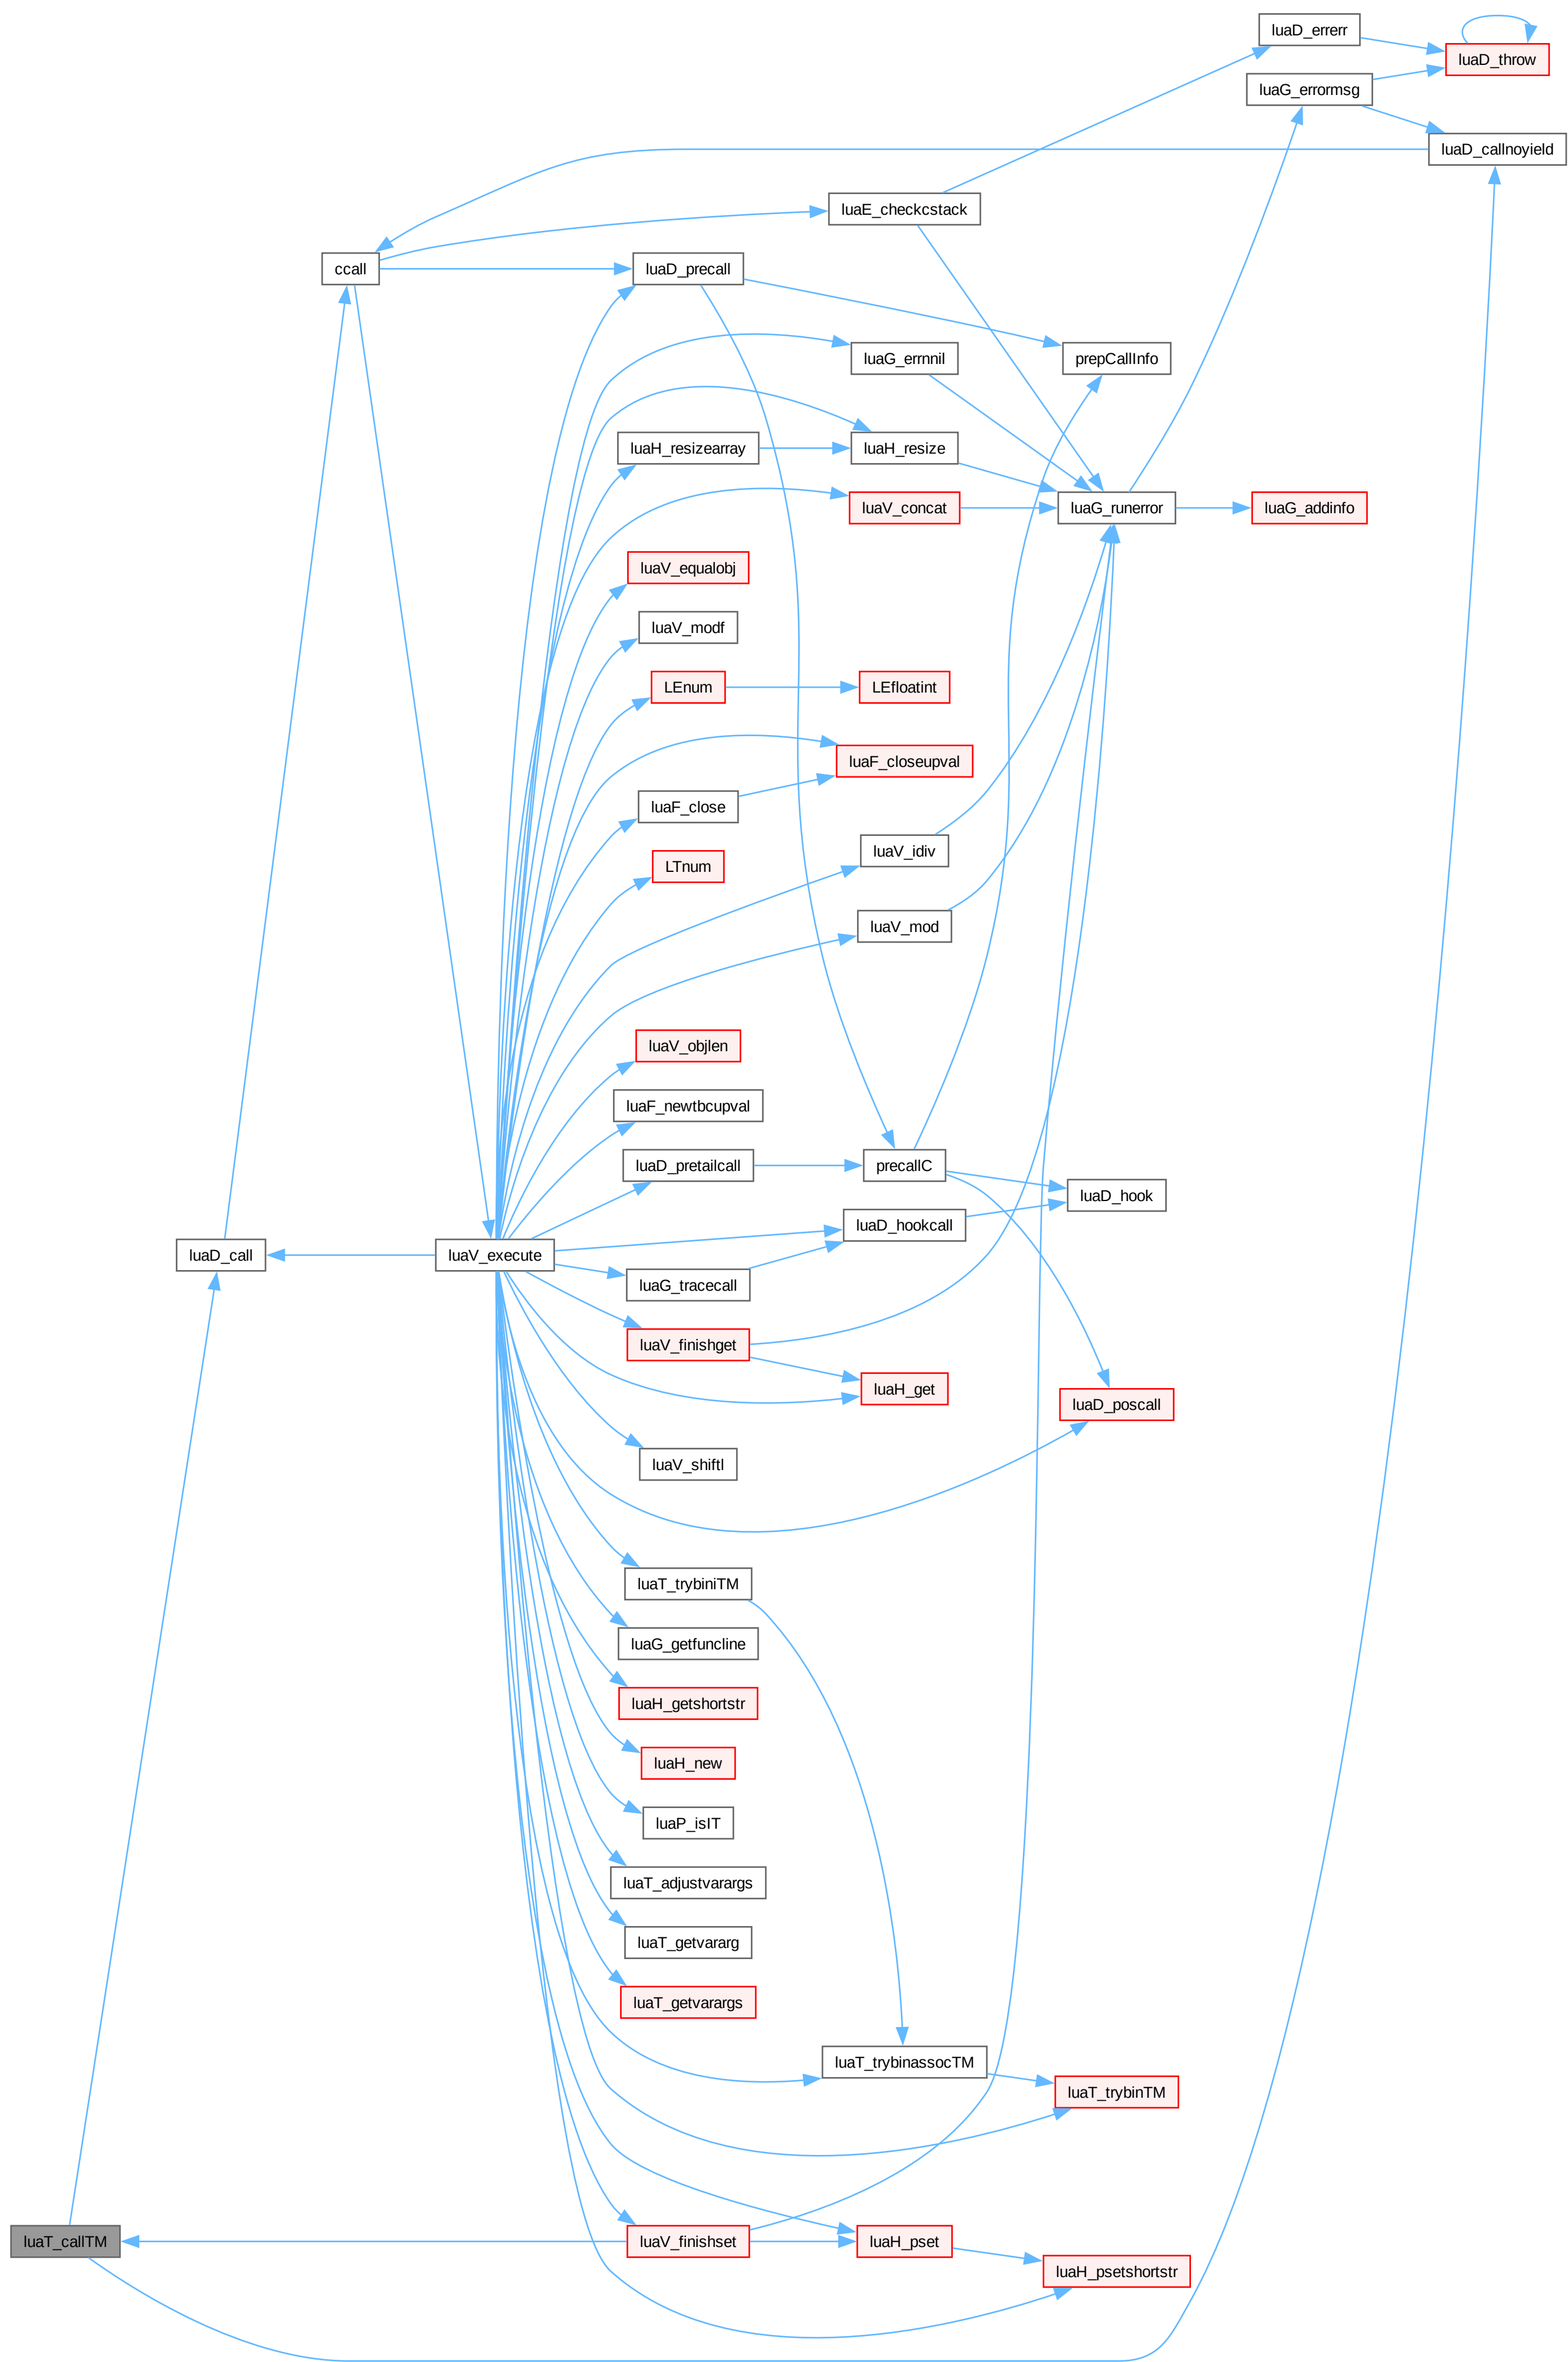 luaD_errerr
luaD_throw
luaG_errormsg
luaD_callnoyield
luaE_checkcstack
ccall
luaD_precall
luaG_errnnil
prepCallInfo
luaH_resizearray
luaH_resize
luaV_concat
luaG_runerror
luaG_addinfo
luaV_equalobj
luaV_modf
LEnum
LEfloatint
luaF_closeupval
luaF_close
luaV_idiv
LTnum
luaV_mod
luaV_objlen
luaF_newtbcupval
luaD_pretailcall
precallC
luaD_hook
luaD_hookcall
luaD_call
luaV_execute
luaG_tracecall
luaV_finishget
luaH_get
luaD_poscall
luaV_shiftl
luaT_trybiniTM
luaG_getfuncline
luaH_getshortstr
luaH_new
luaP_isIT
luaT_adjustvarargs
luaT_getvararg
luaT_getvarargs
luaT_trybinassocTM
luaT_trybinTM
luaT_callTM
luaV_finishset
luaH_pset
luaH_psetshortstr